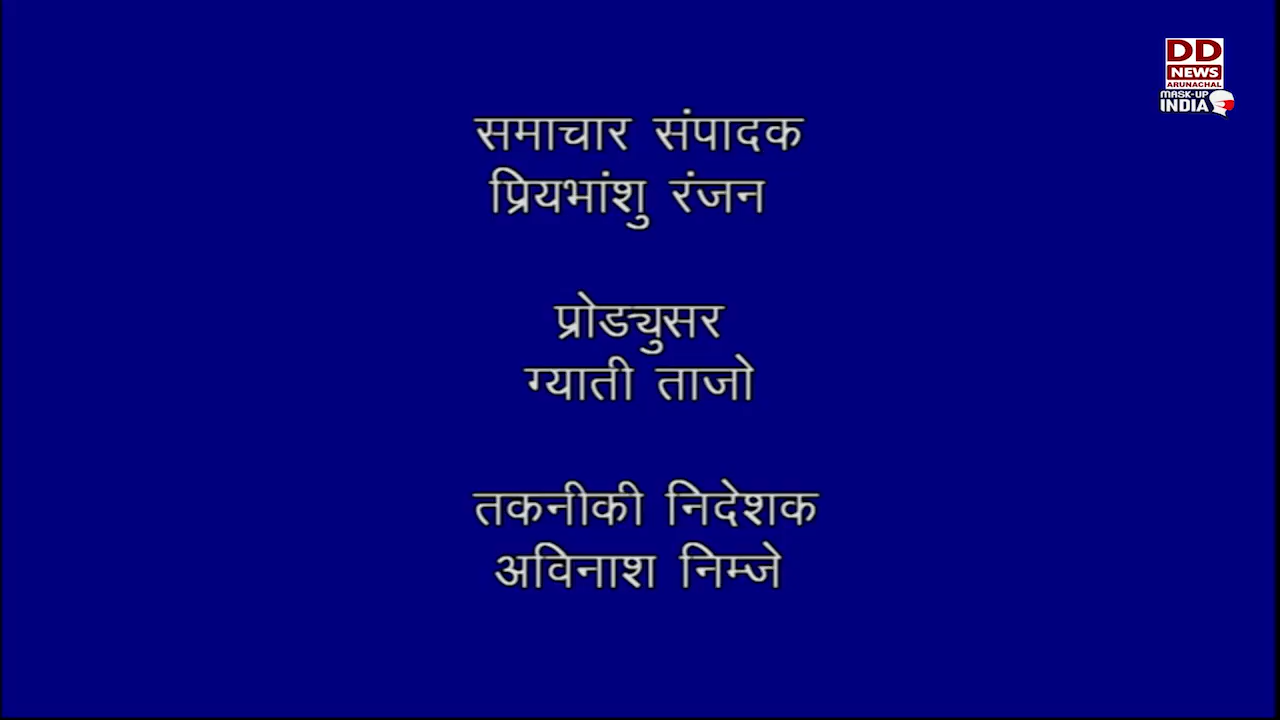 DD
NEWS
ARUNACHAL
MASK-UP
INDIA
समाचार संपादक
प्रियभांशु रंजन
प्रोड्युसर
ग्याती ताजो
तकनीकी निदेशक
अविनाश निम्जे